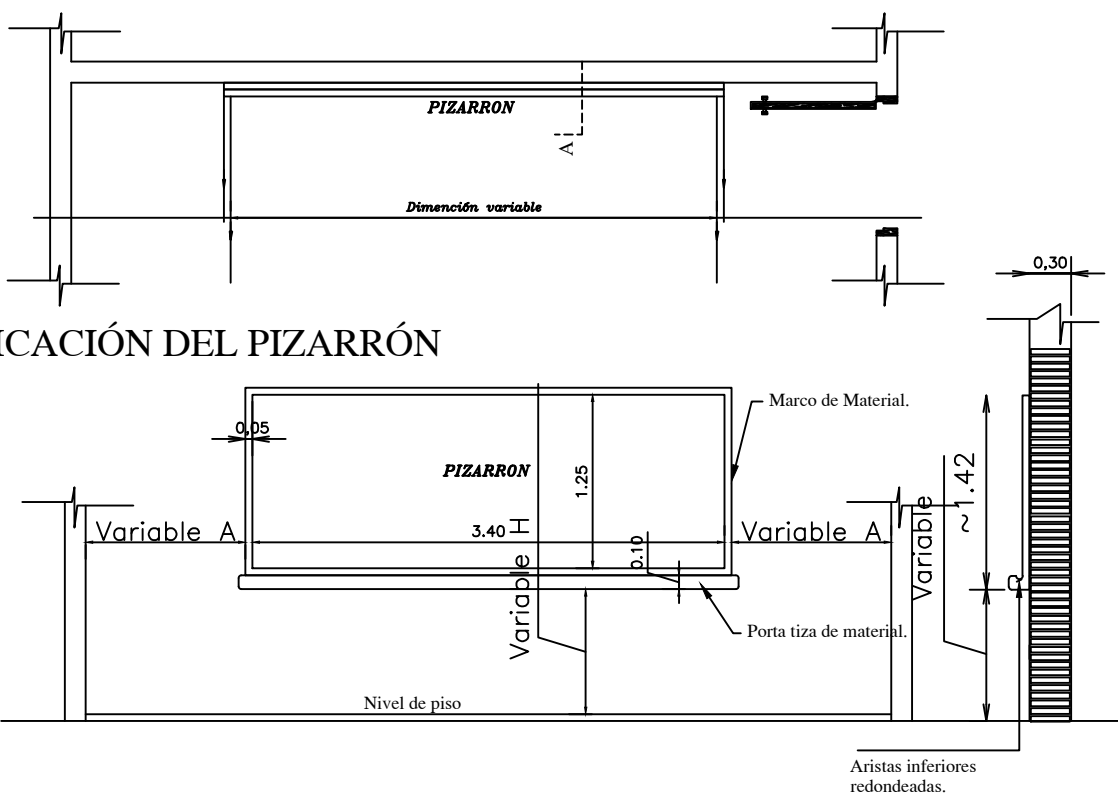 PIZARRON
A
Dimención variable
0,30
ICACIÓN DEL PIZARRÓN
Marco de Material.
0,05
PIZARRON
1.25
~1.42
Variable A
3.40
Variable A
Variable
0.10
Variable H
Porta tiza de material.
Nivel de piso
Aristas inferiores
redondeadas.